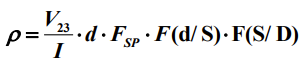 ρ = V₂₃/I · d · F_SP · F(d/S) · F(S/D)